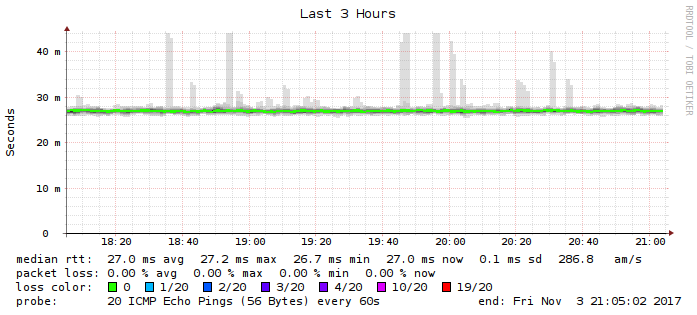 Last 3 Hours
RRDTOOL / TOBI OETIKER
Seconds
40 m
30 m
20 m
10 m
0
18:20 18:40 19:00 19:20 19:40 20:00 20:20 20:40 21:00
median rtt: 27.0 ms avg 27.2 ms max 26.7 ms min 27.0 ms now 0.1 ms sd 286.8 am/s
packet loss: 0.00 % avg 0.00 % max 0.00 % min 0.00 % now
loss color: 0 1/20 2/20 3/20 4/20 10/20 19/20
probe: 20 ICMP Echo Pings (56 Bytes) every 60s end: Fri Nov 3 21:05:02 2017